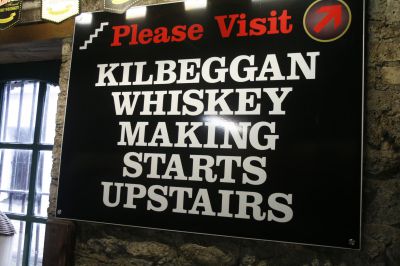 Please Visit
KILBEGGAN
WHISKEY
MAKING
STARTS
UPSTAIRS